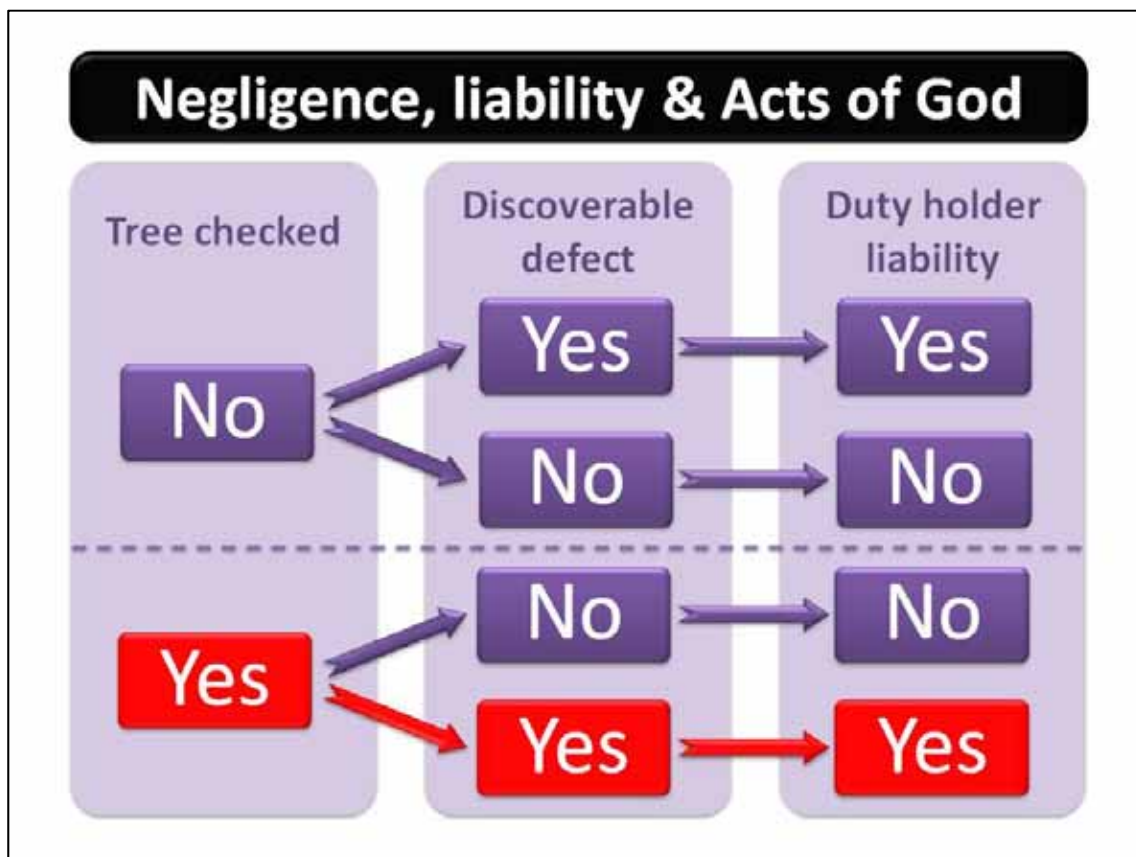 Negligence, liability & Acts of God
Tree checked
Discoverable
defect
Duty holder
liability
No
Yes
Yes
No
No
Yes
No
No
Yes
Yes